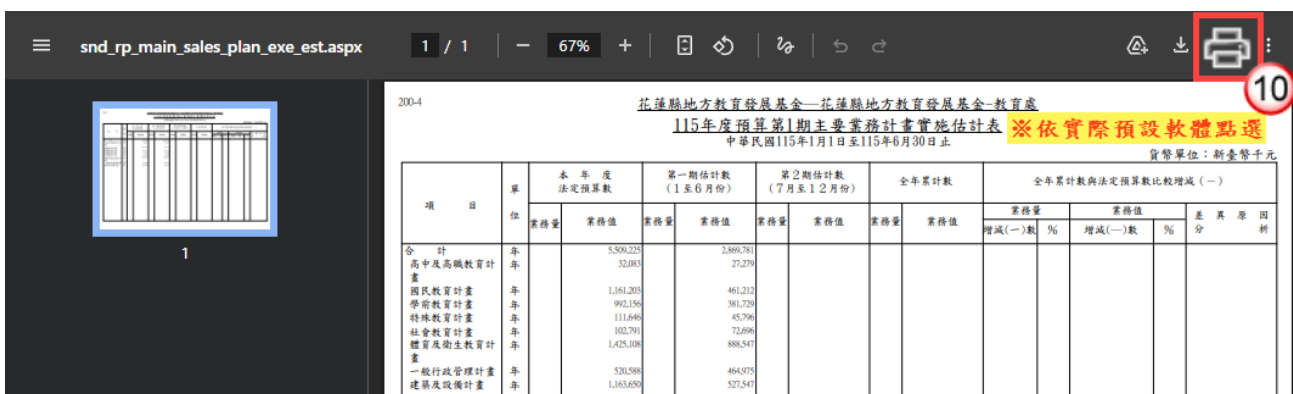 snd_rp_main_sales_plan_exe_est.aspx 1 / 1 67%
10
1
200-4
花蓮縣地方教育發展基金—花蓮縣地方教育發展基金-教育處
115年度預算第1期主要業務計畫實施估計表 ※依實際預設軟體點選
中華民國115年1月1日至115年6月30日止
貨幣單位：新臺幣千元
項 目 單位 本 年 度 法定預算數 第一期估計數 (1至6月份) 第2期估計數 (7月至12月份) 全年累計數 全年累計數與法定預算數比較增減（－）
業務量 業務值 業務量 業務值 業務量 業務值 業務量 業務值 業務量 業務值 差 異 原 因 分 析
增減(一)數 % 增減(—)數 %
合 計 年 5,509,225 2,869,781
高中及高職教育計畫 年 32,083 27,279
國民教育計畫 年 1,161,203 461,212
學前教育計畫 年 992,156 381,729
特殊教育計畫 年 111,646 45,796
社會教育計畫 年 102,791 72,696
體育及衛生教育計畫 年 1,425,108 888,547
一般行政管理計畫 年 520,588 464,975
建築及設備計畫 年 1,163,650 527,547